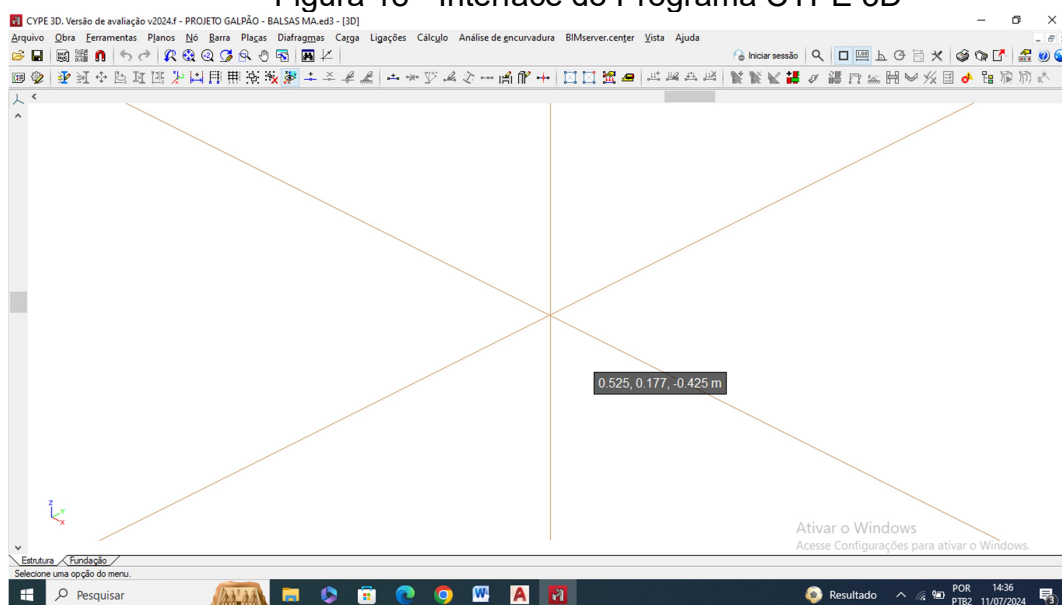 Figura 18 - Interface do Programa CYPE 3D
CYPE 3D. Versão de avaliação v2024.f - PROJETO GALPÃO - BALSAS MA.ed3 - [3D]
Arquivo Obra Ferramentas Planos Nó Barra Placas Diafragmas Carga Ligações Cálculo Análise de encurvadura BIMserver.center Vista Ajuda
Iniciar sessão
0.525, 0.177, -0.425 m
Z
Y
X
Ativar o Windows
Acesse Configurações para ativar o Windows.
Estrutura Fundação
Selecione uma opção do menu.
Pesquisar
Resultado
POR 14:36
PTB2 11/07/2024